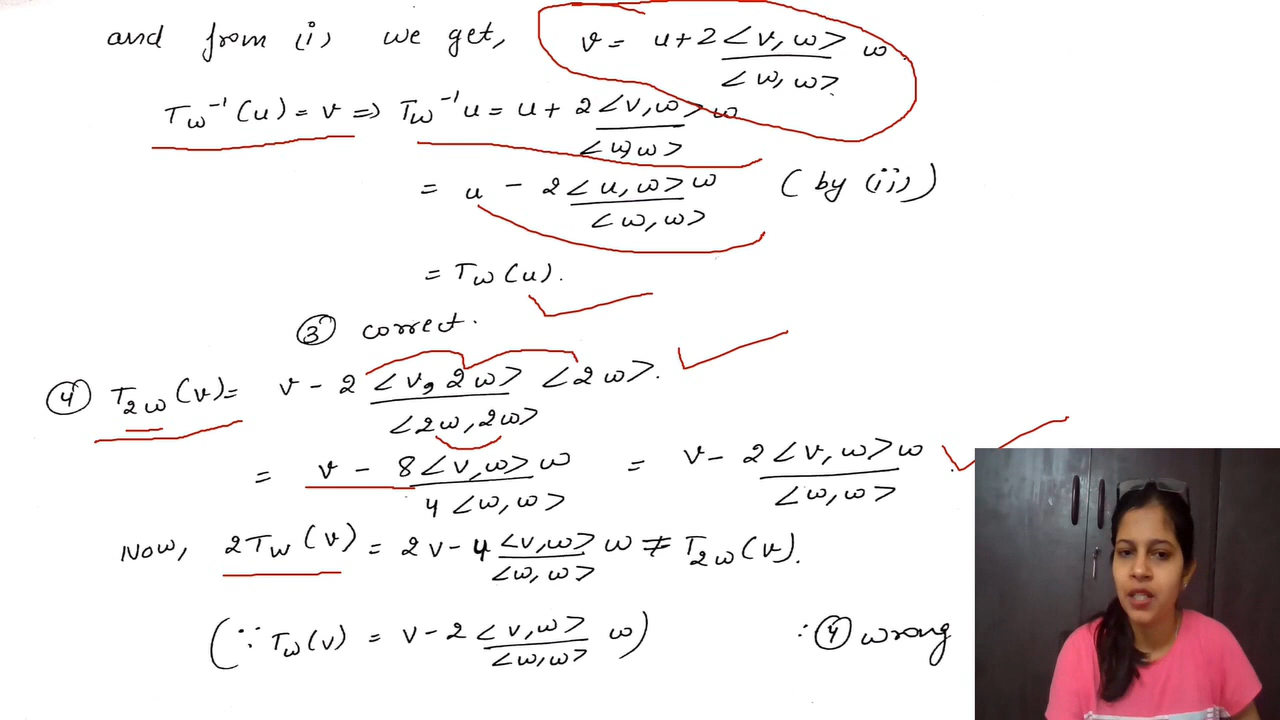 and from (i) we get, v = u + 2 <v, w> / <w, w> w
Tw⁻¹(u) = v ⇒ Tw⁻¹u = u + 2 <v, w> / <w, w> w
= u - 2 <u, w> / <w, w> w (by (ii))
= Tw(u).
③ correct.
④ T2w(v) = v - 2 <v, 2w> / <2w, 2w> <2w>.
= v - 8 <v, w> w / 4 <w, w> = v - 2 <v, w> w / <w, w>
Now, 2Tw(v) = 2v - 4 <v, w> / <w, w> w ≠ T2w(v).
(∵ Tw(v) = v - 2 <v, w> / <w, w> w) ∴ ④ wrong